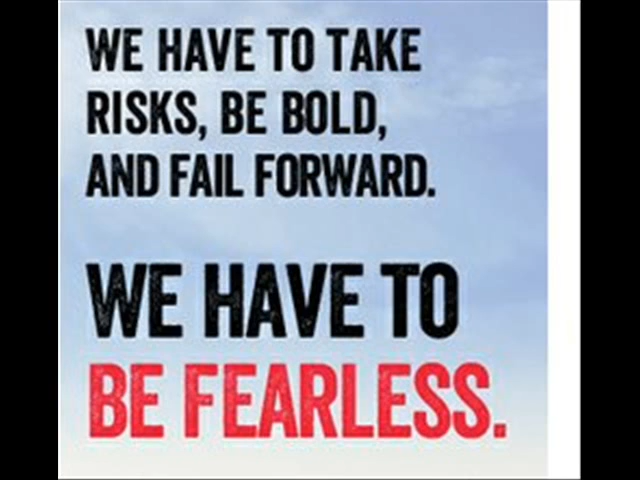 WE HAVE TO TAKE
RISKS, BE BOLD,
AND FAIL FORWARD.
WE HAVE TO
BE FEARLESS.